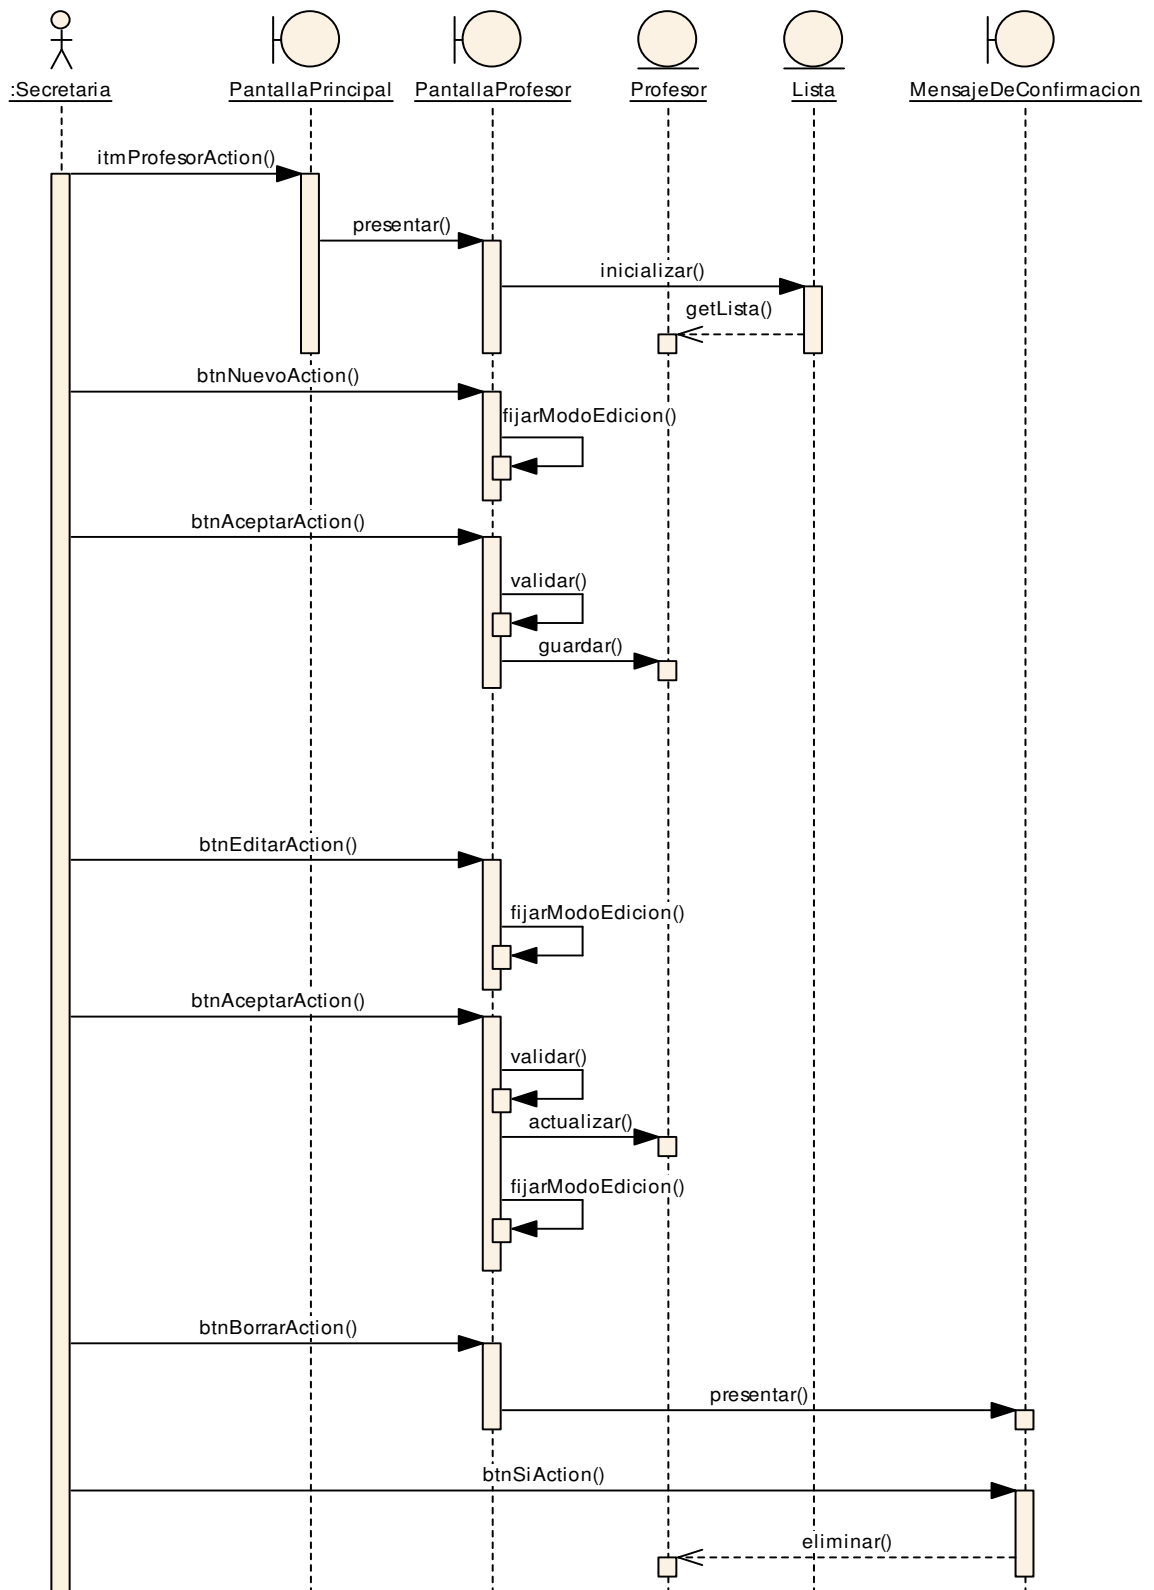 :Secretaria
PantallaPrincipal
PantallaProfesor
Profesor
Lista
MensajeDeConfirmacion
itmProfesorAction()
presentar()
inicializar()
getLista()
btnNuevoAction()
fijarModoEdicion()
btnAceptarAction()
validar()
guardar()
btnEditarAction()
fijarModoEdicion()
btnAceptarAction()
validar()
actualizar()
fijarModoEdicion()
btnBorrarAction()
presentar()
btnSiAction()
eliminar()